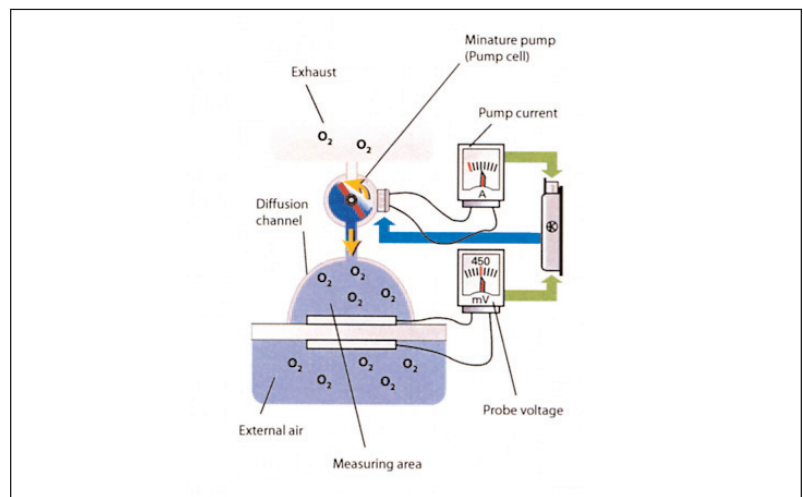 Minature pump
(Pump cell)
Exhaust
Pump current
O2
O2
A
Diffusion
channel
450
mV
O2
O2
O2
O2
O2
O2
O2
O2
O2
O2
O2
Probe voltage
External air
Measuring area